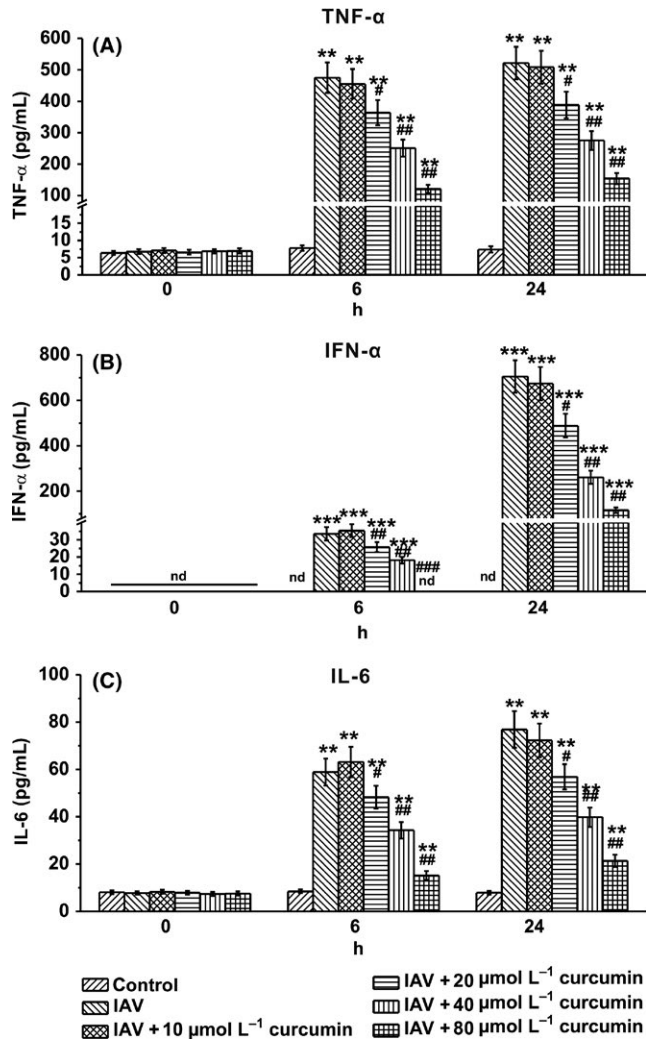 TNF-α
(A)
TNF-α (pg/mL)
600
500
400
300
200
100
15
10
5
0
** ** ** ** **
# ## ##
** ** ** ** **
# ## ##
0 6 24
h
IFN-α
(B)
IFN-α (pg/mL)
800
600
400
200
30
20
10
0
nd
nd
*** *** *** ***
## ## ###
nd
nd
*** *** *** *** ***
# ## ##
0 6 24
h
IL-6
(C)
IL-6 (pg/mL)
100
80
60
40
20
0
** ** ** ** **
# ## ##
** ** ** ** **
# ## ##
0 6 24
h
Control
IAV
IAV + 10 μmol L⁻¹ curcumin
IAV + 20 μmol L⁻¹ curcumin
IAV + 40 μmol L⁻¹ curcumin
IAV + 80 μmol L⁻¹ curcumin